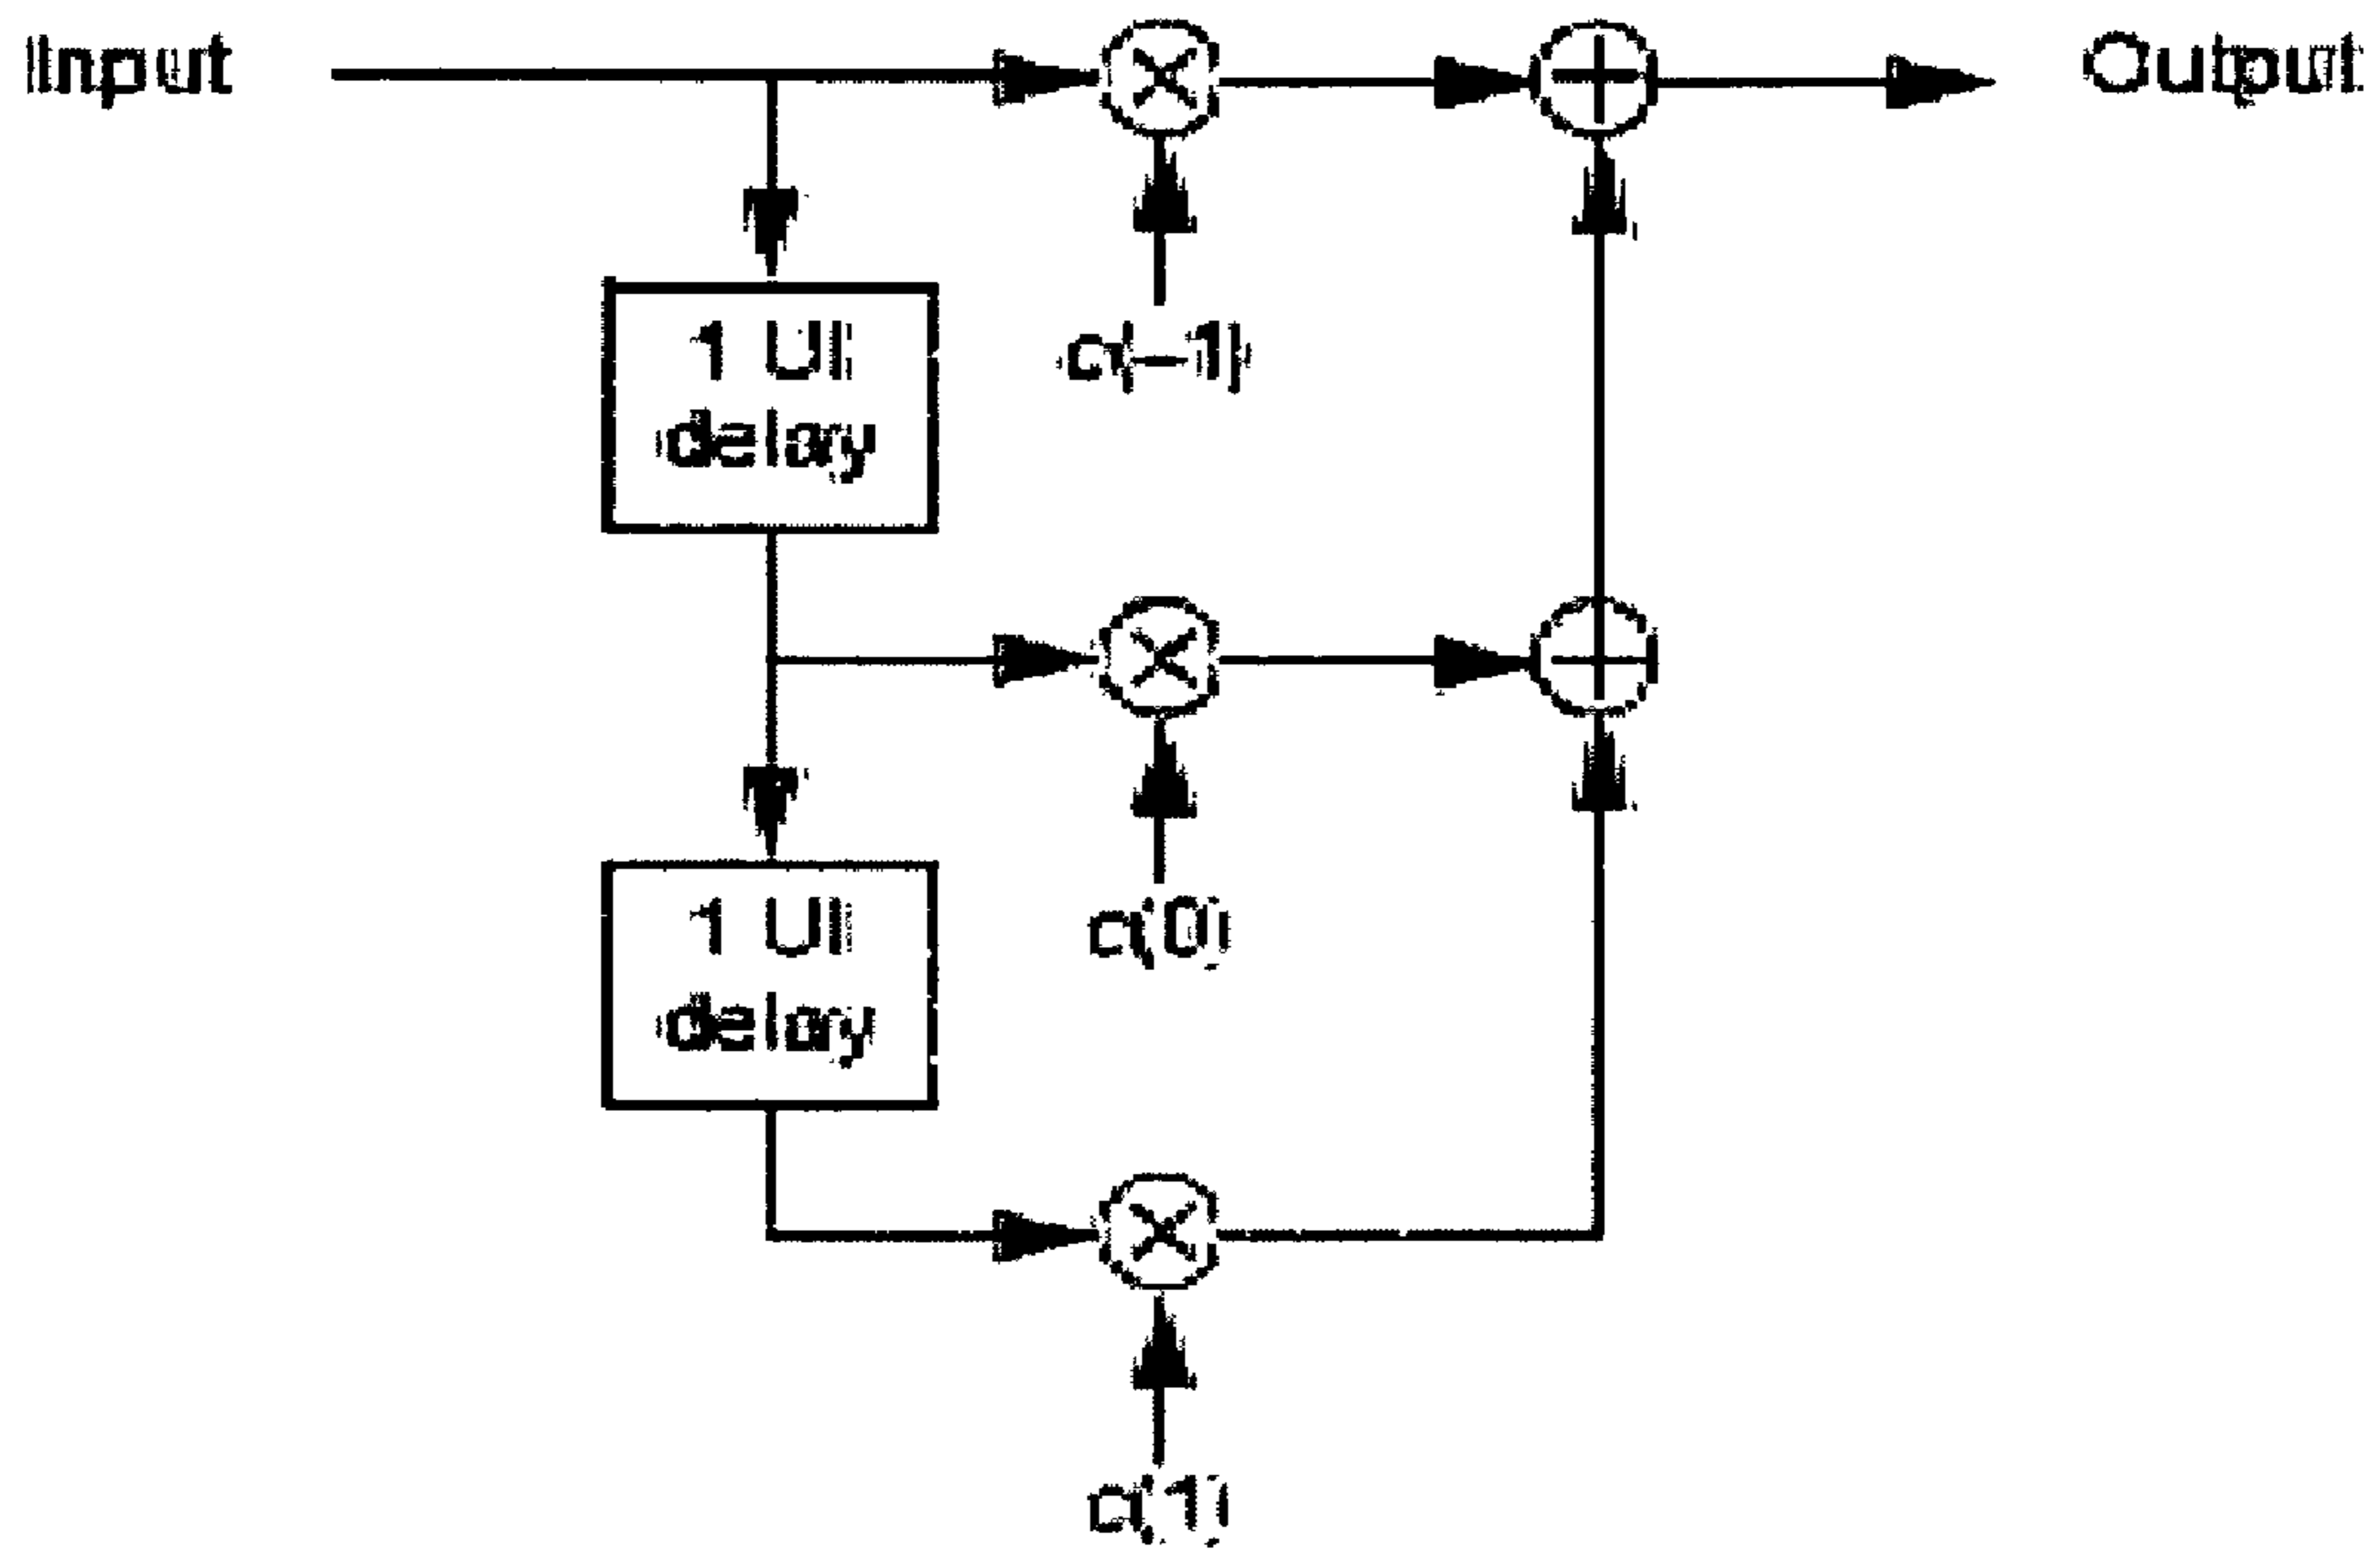 Input
Output
1 UI
delay
c(–1)
1 UI
delay
c(0)
c(1)